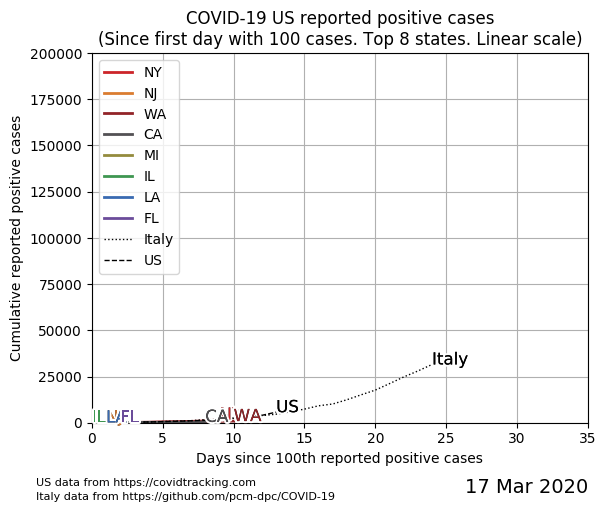 COVID-19 US reported positive cases
(Since first day with 100 cases. Top 8 states. Linear scale)
Cumulative reported positive cases
200000
175000
150000
125000
100000
75000
50000
25000
0
NY
NJ
WA
CA
MI
IL
LA
FL
Italy
US
Italy
US
IL
LA
FL
CA
WA
0 5 10 15 20 25 30 35
Days since 100th reported positive cases
US data from https://covidtracking.com
Italy data from https://github.com/pcm-dpc/COVID-19
17 Mar 2020